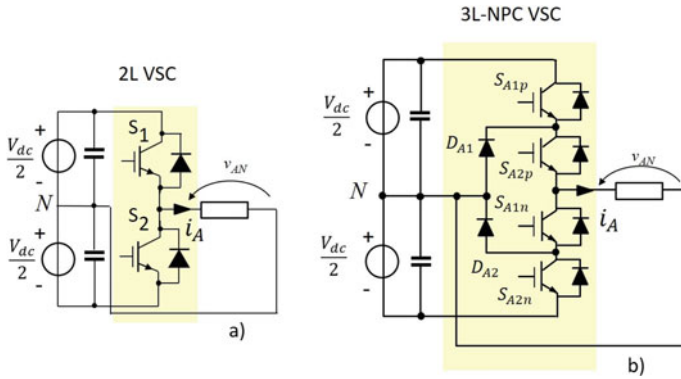 2L VSC
S1
S2
+
Vdc/2
-
N
+
Vdc/2
-
vAN
iA
a)
3L-NPC VSC
SA1p
+
Vdc/2
-
DA1
SA2p
vAN
N
SA1n
iA
+
Vdc/2
-
DA2
SA2n
b)